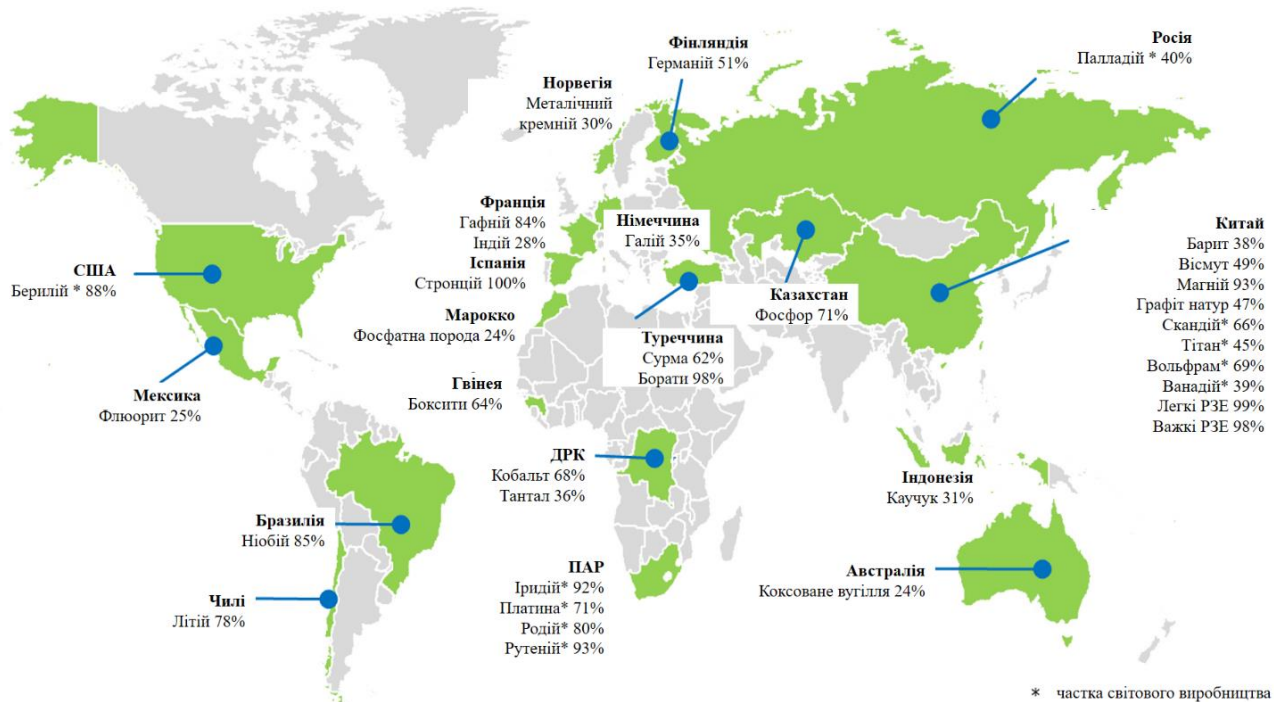 Фінляндія
Германій 51%
Росія
Палладій * 40%
Норвегія
Металічний
кремній 30%
Франція
Гафній 84%
Індій 28%
Німеччина
Галій 35%
Іспанія
Стронцій 100%
США
Берилій * 88%
Марокко
Фосфатна порода 24%
Казахстан
Фосфор 71%
Китай
Барит 38%
Вісмут 49%
Магній 93%
Графіт натур 47%
Скандій* 66%
Тітан* 45%
Вольфрам* 69%
Ванадій* 39%
Легкі РЗЕ 99%
Важкі РЗЕ 98%
Туреччина
Сурма 62%
Борати 98%
Мексика
Флюорит 25%
Гвінея
Боксити 64%
ДРК
Кобальт 68%
Тантал 36%
Індонезія
Каучук 31%
Бразилія
Ніобій 85%
ПАР
Іридій* 92%
Платина* 71%
Родій* 80%
Рутеній* 93%
Австралія
Коксоване вугілля 24%
Чилі
Літій 78%
* частка світового виробництва